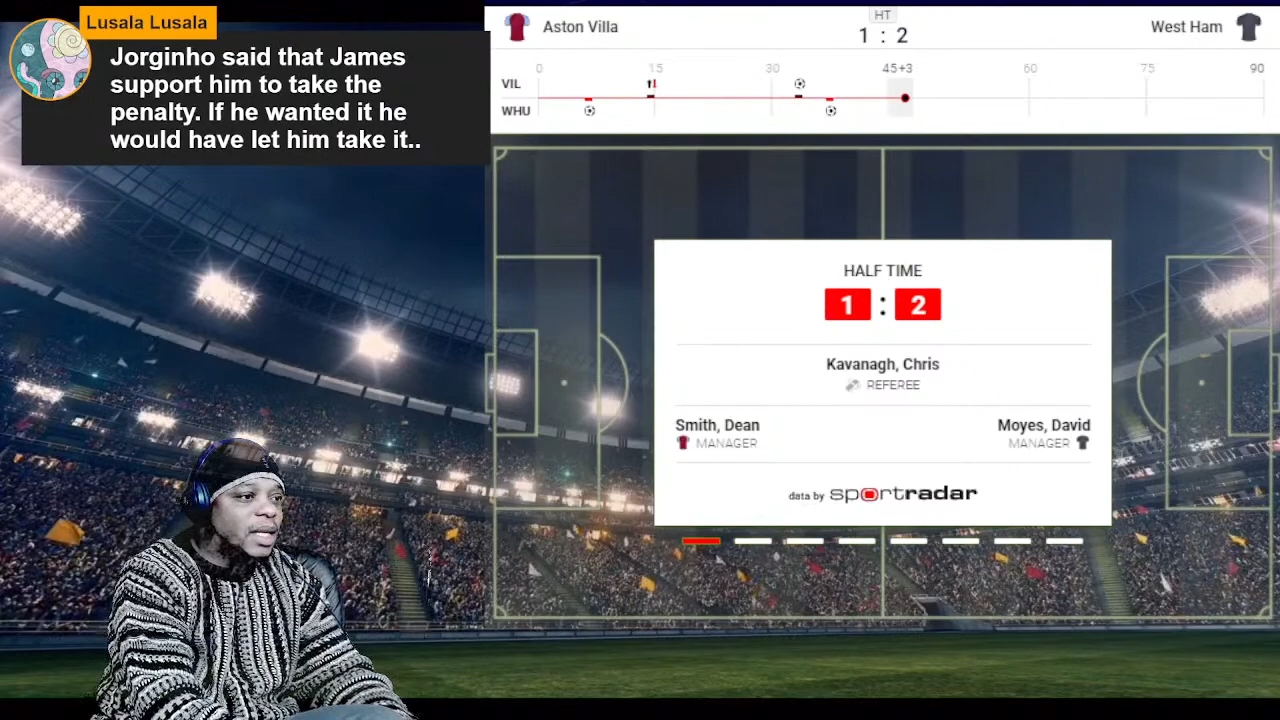 Lusala Lusala
Jorginho said that James
support him to take the
penalty. If he wanted it he
would have let him take it..
Aston Villa
HT
1 : 2
West Ham
0 15 30 45+3 60 75 90
VIL
WHU
HALF TIME
1 : 2
Kavanagh, Chris
REFEREE
Smith, Dean
MANAGER
Moyes, David
MANAGER
data by sportradar